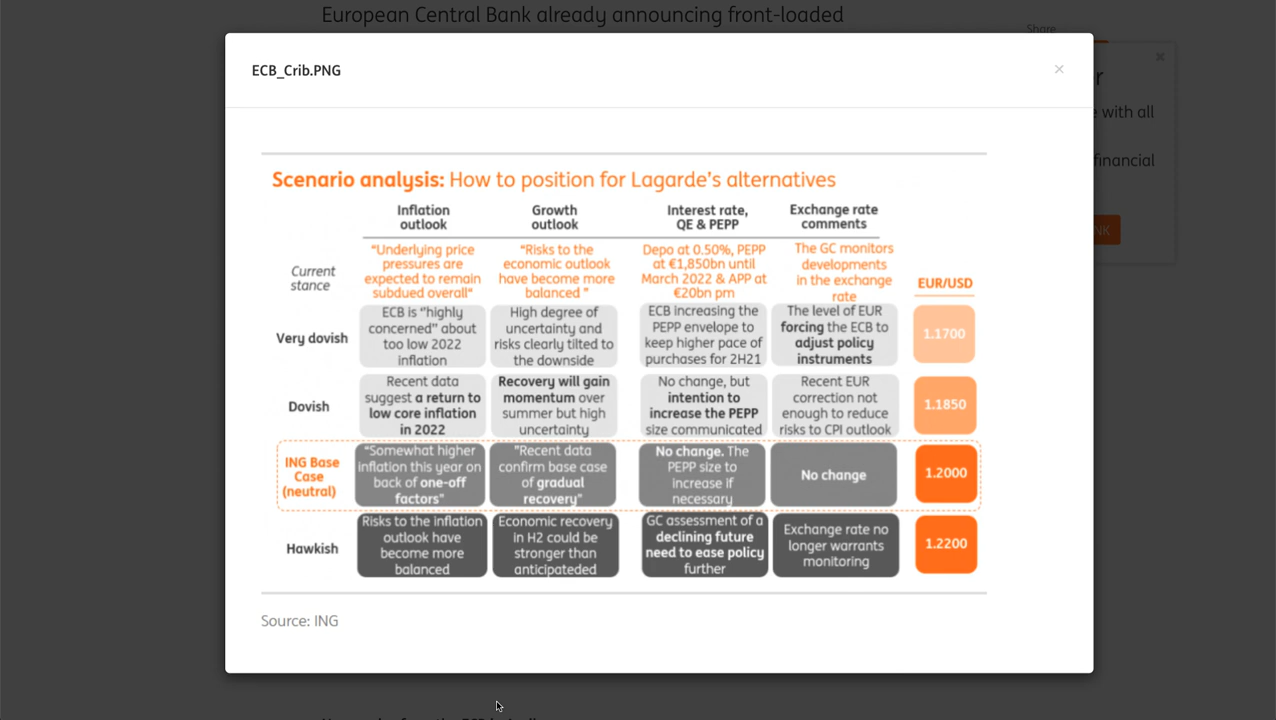 European Central Bank already announcing front-loaded
Share
ECB_Crib.PNG
×
r
e with all
financial
NK
Scenario analysis: How to position for Lagarde's alternatives
Inflation
outlook
Growth
outlook
Interest rate,
QE & PEPP
Exchange rate
comments
EUR/USD
Current
stance
"Underlying price
pressures are
expected to remain
subdued overall"
"Risks to the
economic outlook
have become more
balanced "
Depo at 0.50%, PEPP
at €1,850bn until
March 2022 & APP at
€20bn pm
The GC monitors
developments
in the exchange
rate
Very dovish
ECB is "highly
concerned" about
too low 2022
inflation
High degree of
uncertainty and
risks clearly tilted to
the downside
ECB increasing the
PEPP envelope to
keep higher pace of
purchases for 2H21
The level of EUR
forcing the ECB to
adjust policy
instruments
1.1700
Dovish
Recent data
suggest a return to
low core inflation
in 2022
Recovery will gain
momentum over
summer but high
uncertainty
No change, but
intention to
increase the PEPP
size communicated
Recent EUR
correction not
enough to reduce
risks to CPI outlook
1.1850
ING Base
Case
(neutral)
"Somewhat higher
inflation this year on
back of one-off
factors"
"Recent data
confirm base case
of gradual
recovery"
No change. The
PEPP size to
increase if
necessary
No change
1.2000
Hawkish
Risks to the inflation
outlook have
become more
balanced
Economic recovery
in H2 could be
stronger than
anticipateded
GC assessment of a
declining future
need to ease policy
further
Exchange rate no
longer warrants
monitoring
1.2200
Source: ING